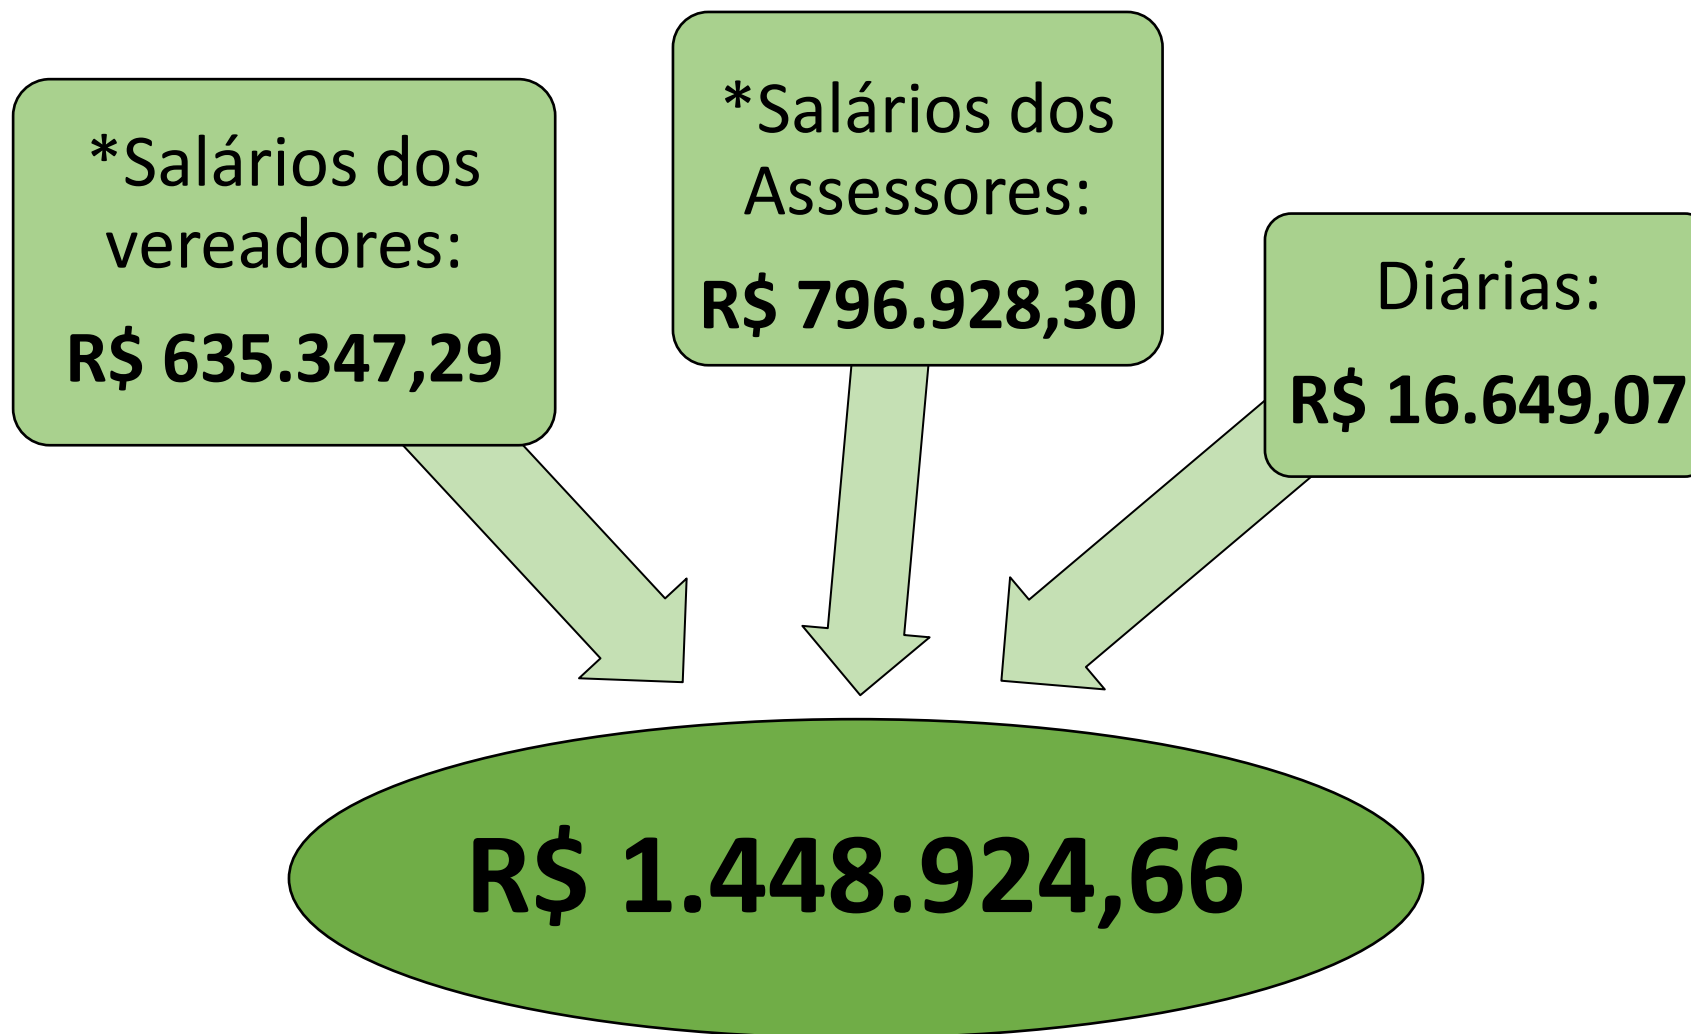 *Salários dos
vereadores:
R$ 635.347,29
*Salários dos
Assessores:
R$ 796.928,30
Diárias:
R$ 16.649,07
R$ 1.448.924,66